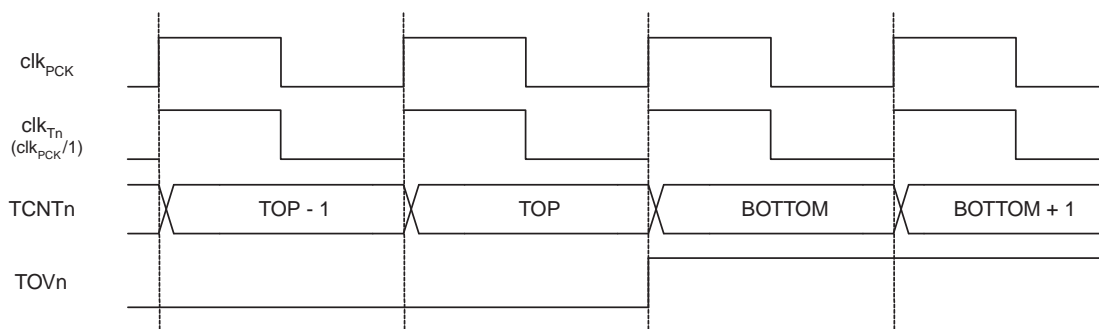 clkPCK
clkTn
(clkPCK/1)
TCNTn TOP - 1 TOP BOTTOM BOTTOM + 1
TOVn